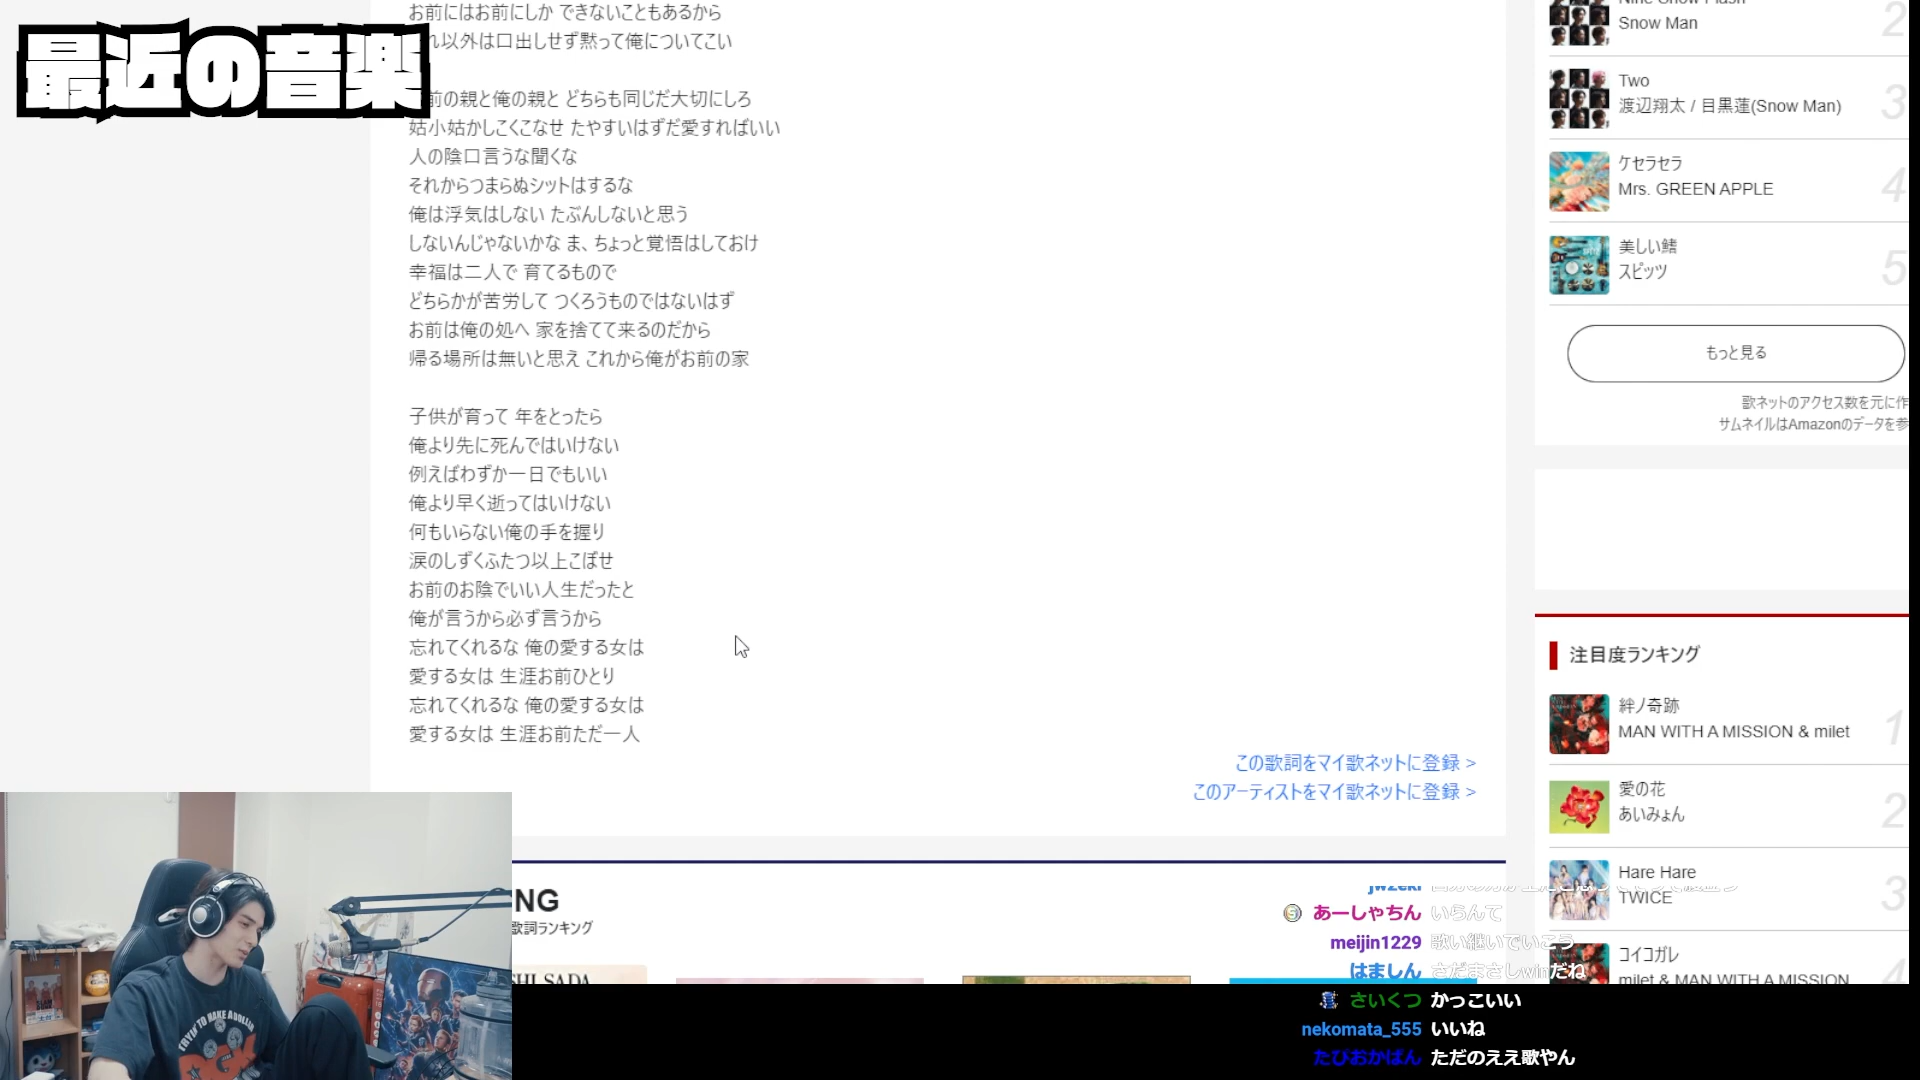 最近の音楽
お前にはお前にしか できないこともあるから
れ以外は口出しせず黙って俺についてこい
前の親と俺の親と どちらも同じだ大切にしろ
姑小姑かしこくこなせ たやすいはずだ愛すればいい
人の陰口言うな聞くな
それからつまらぬシットはするな
俺は浮気はしない たぶんしないと思う
しないんじゃないかな ま、ちょっと覚悟はしておけ
幸福は二人で 育てるもので
どちらかが苦労して つくろうものではないはず
お前は俺の処へ 家を捨てて来るのだから
帰る場所は無いと思え これから俺がお前の家
子供が育って 年をとったら
俺より先に死んではいけない
例えばわずか一日でもいい
俺より早く逝ってはいけない
何もいらない俺の手を握り
涙のしずくふたつ以上こぼせ
お前のお陰でいい人生だったと
俺が言うから必ず言うから
忘れてくれるな 俺の愛する女は
愛する女は 生涯お前ひとり
忘れてくれるな 俺の愛する女は
愛する女は 生涯お前ただ一人
この歌詞をマイ歌ネットに登録 >
このアーティストをマイ歌ネットに登録 >
NG
歌詞ランキング
SHI SADA
Snow Man
2
Two
渡辺翔太 / 目黒蓮(Snow Man)
3
ケセラセラ
Mrs. GREEN APPLE
4
美しい鰭
スピッツ
5
もっと見る
歌ネットのアクセス数を元に作
サムネイルはAmazonのデータを参
注目度ランキング
絆ノ奇跡
MAN WITH A MISSION & milet
1
愛の花
あいみょん
2
Hare Hare
TWICE
3
コイコガレ
milet & MAN WITH A MISSION
4
jwzeki
あーしゃちん いらんて
meijin1229 歌い継いでいこう
はましん さだまさしwinだね
さいくつ かっこいい
nekomata_555 いいね
たぴおかぱん ただのええ歌やん
TRYIN' TO MAKE A DOLLAR